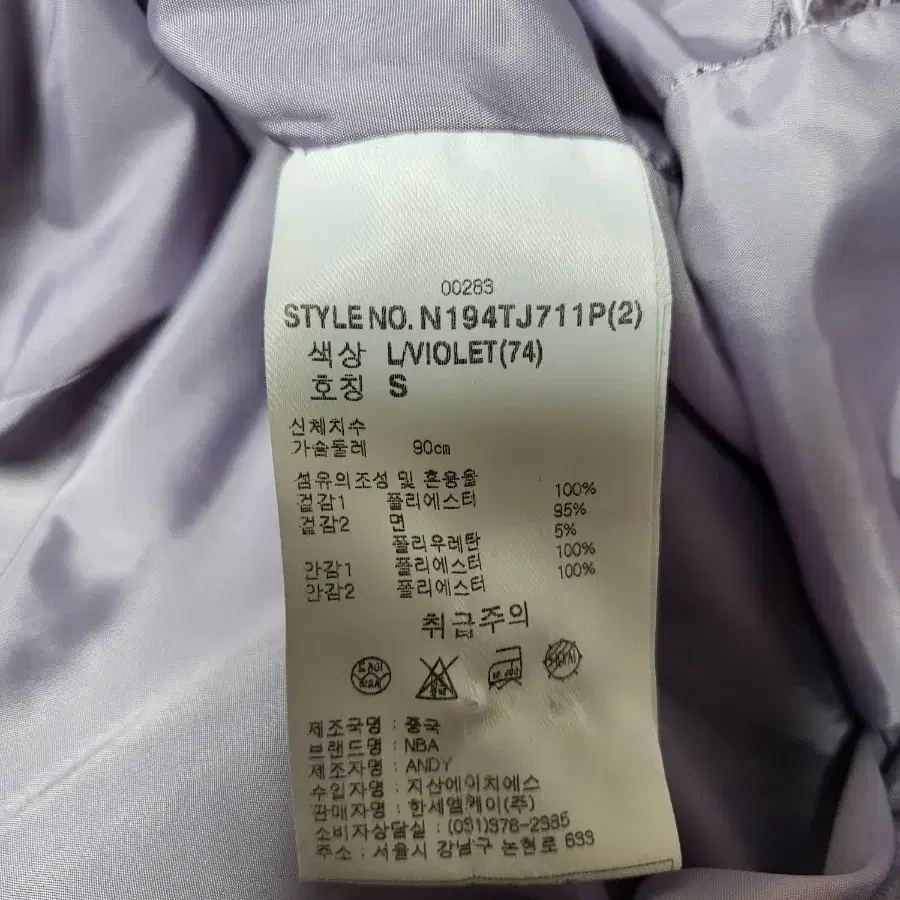 00283
STYLE NO. N194TJ711P(2)
색상 L/VIOLET(74)
호칭 S
신체치수
가슴둘레 90cm
섬유의조성 및 혼용율
겉감1 폴리에스터 100%
겉감2 면 95%
폴리우레탄 5%
안감1 폴리에스터 100%
안감2 폴리에스터 100%
취급주의
드라이
제조국명 : 중국
브랜드명 : NBA
제조자명 : ANDY
수입자명 : 지산에이치에스
판매자명 : 한세엘케이(주)
소비자상담실 : (031)378-2335
주소 : 서울시 강남구 논현로 633